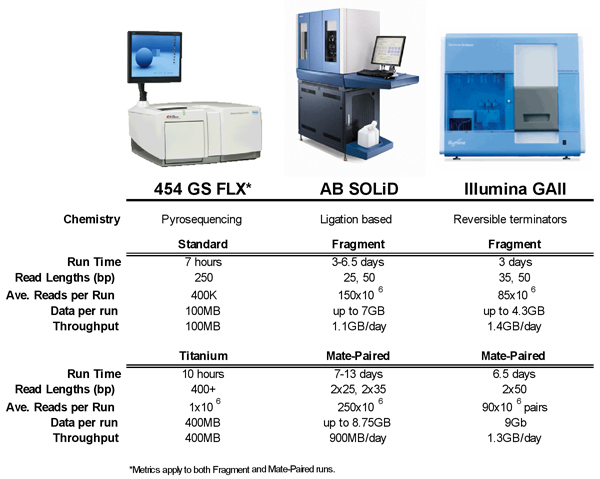 454 GS FLX* AB SOLiD Illumina GAII
Chemistry Pyrosequencing Ligation based Reversible terminators
Standard Fragment Fragment
Run Time 7 hours 3-6.5 days 3 days
Read Lengths (bp) 250 25, 50 35, 50
Ave. Reads per Run 400K 150x10 6 85x10 6
Data per run 100MB up to 7GB up to 4.3GB
Throughput 100MB 1.1GB/day 1.4GB/day
Titanium Mate-Paired Mate-Paired
Run Time 10 hours 7-13 days 6.5 days
Read Lengths (bp) 400+ 2x25, 2x35 2x50
Ave. Reads per Run 1x10 6 250x10 6 90x10 6 pairs
Data per run 400MB up to 8.75GB 9Gb
Throughput 400MB 900MB/day 1.3GB/day
*Metrics apply to both Fragment and Mate-Paired runs.